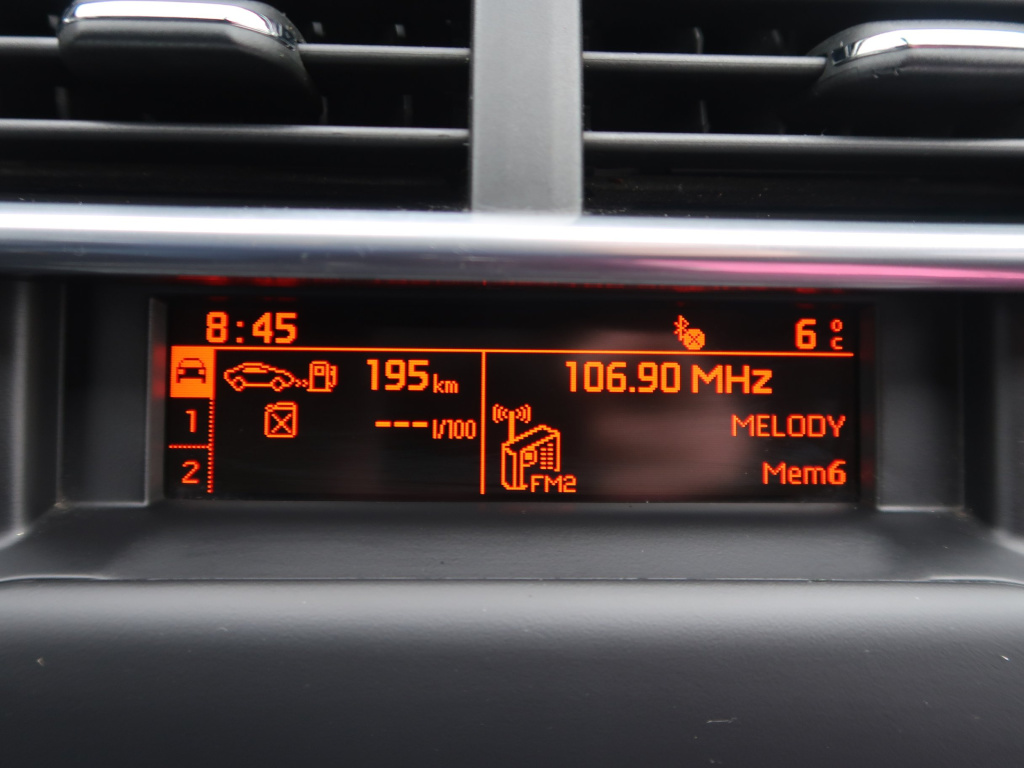 8:45
6 °C
195 km
106.90 MHz
1
---l/100
MELODY
2
FM2
Mem6